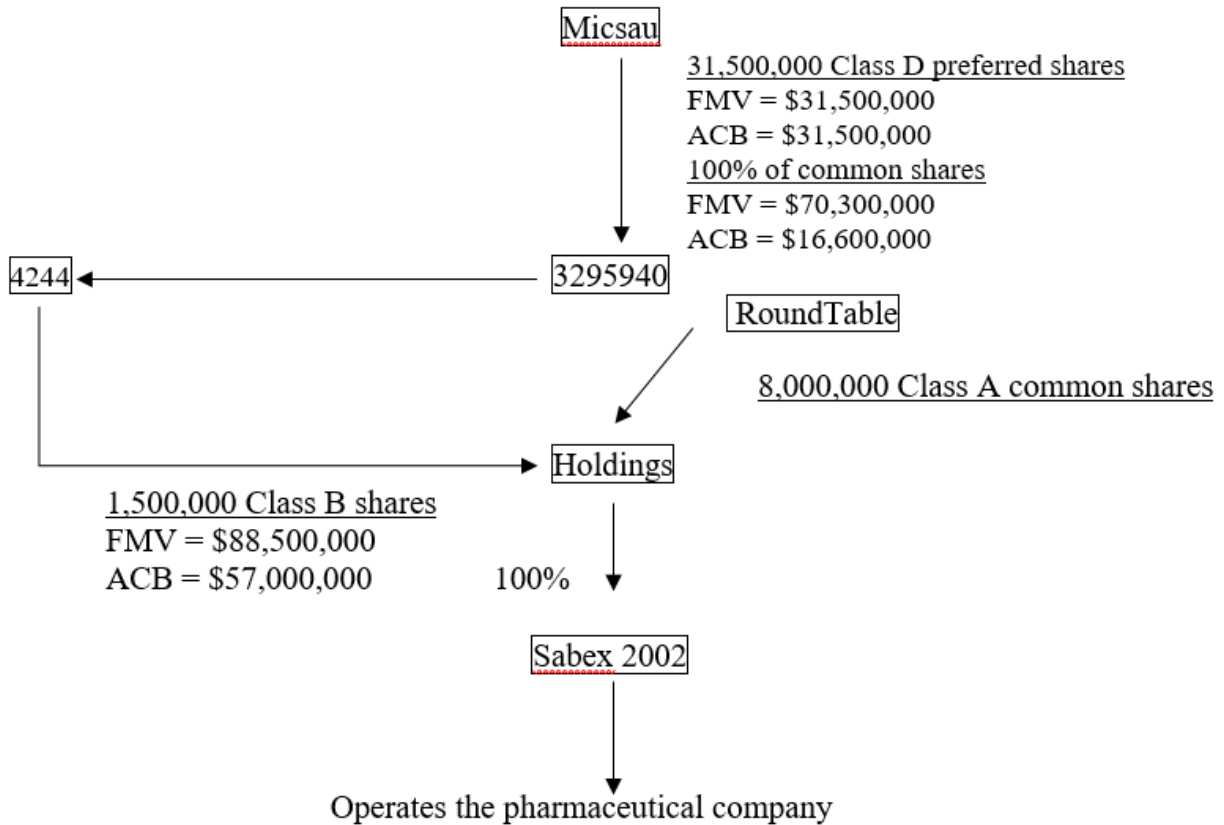 Micsau
31,500,000 Class D preferred shares
FMV = $31,500,000
ACB = $31,500,000
100% of common shares
FMV = $70,300,000
ACB = $16,600,000
4244
3295940
RoundTable
8,000,000 Class A common shares
Holdings
1,500,000 Class B shares
FMV = $88,500,000
ACB = $57,000,000
100%
Sabex 2002
Operates the pharmaceutical company